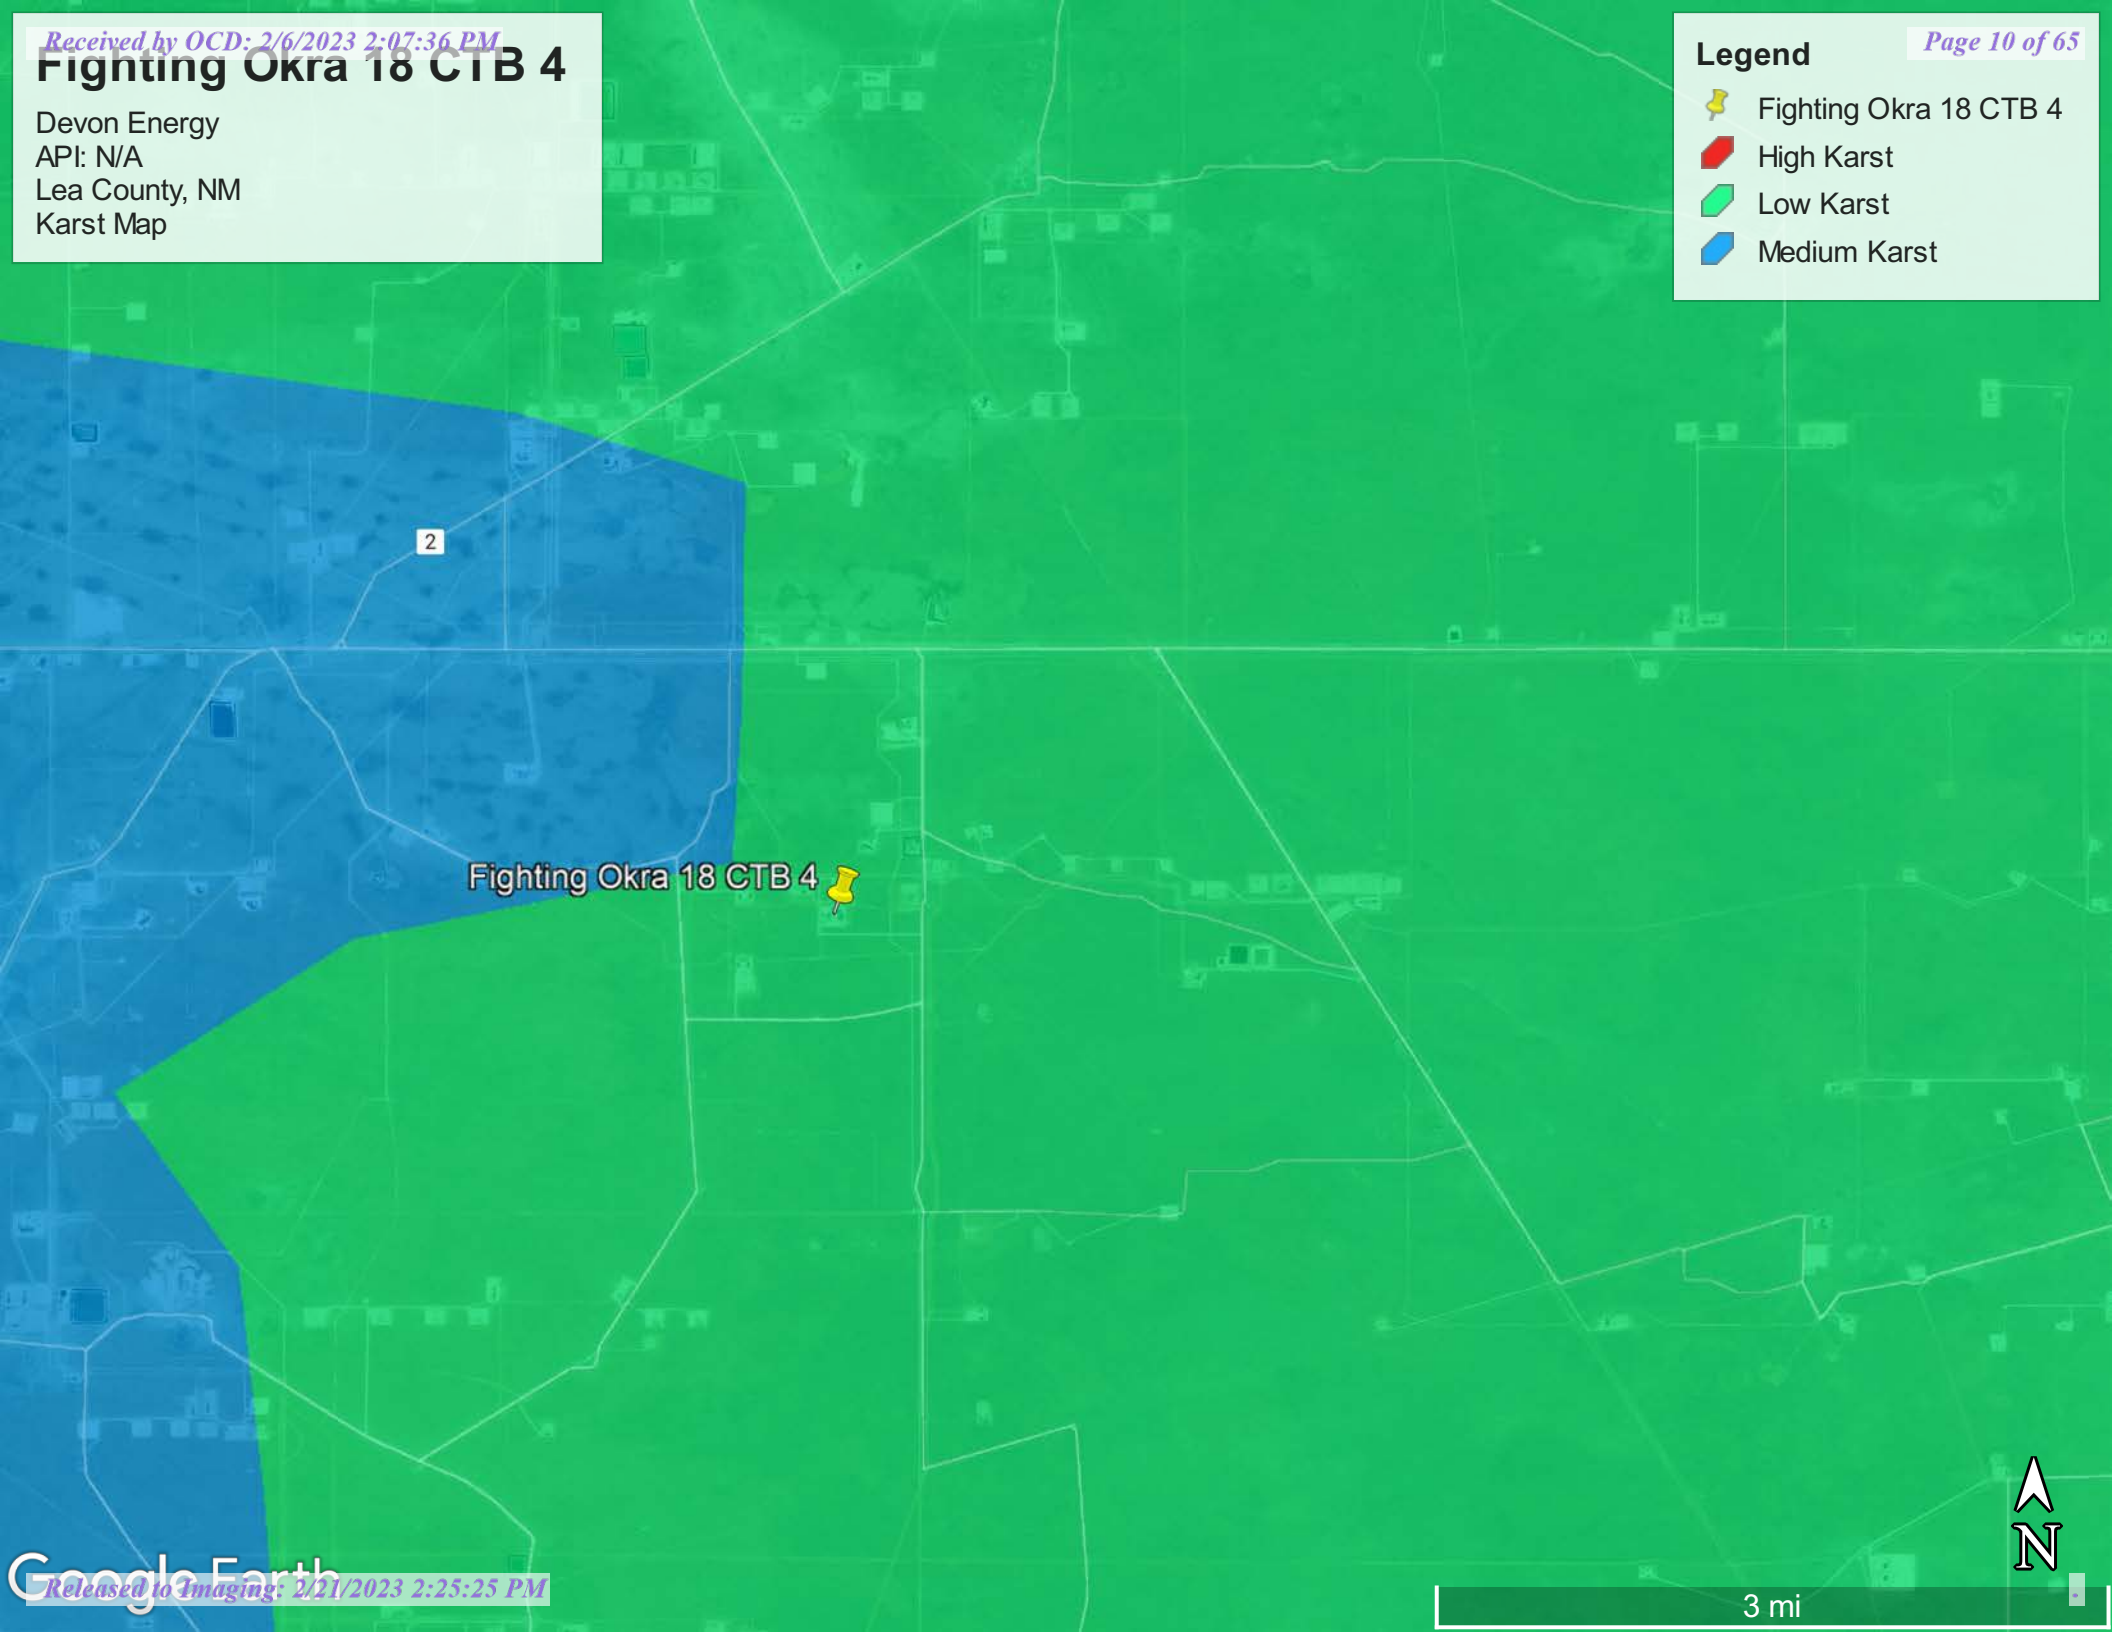 Received by OCD: 2/6/2023 2:07:36 PM
Page 10 of 65
Fighting Okra 18 CTB 4
Devon Energy
API: N/A
Lea County, NM
Karst Map
Legend
Fighting Okra 18 CTB 4
High Karst
Low Karst
Medium Karst
2
Fighting Okra 18 CTB 4
N
Google Earth
Released to Imaging: 2/21/2023 2:25:25 PM
3 mi